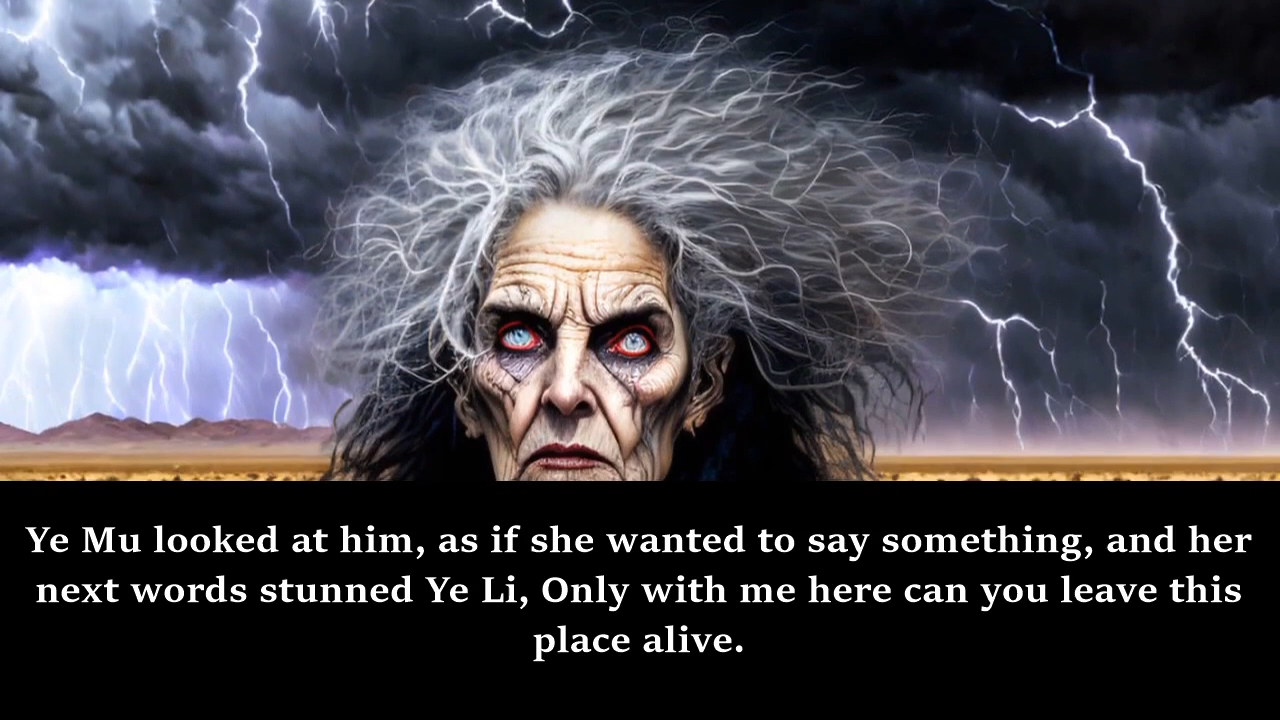 Ye Mu looked at him, as if she wanted to say something, and her
next words stunned Ye Li, Only with me here can you leave this
place alive.